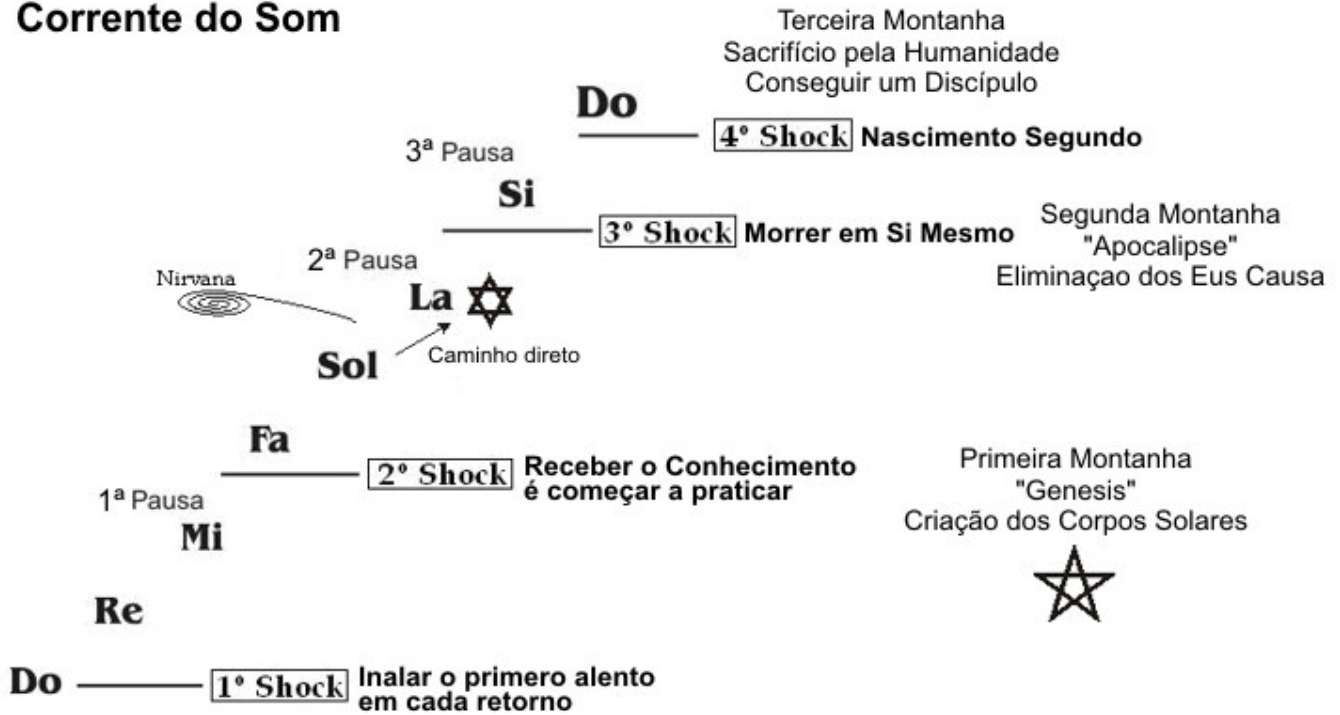 Corrente do Som
Terceira Montanha
Sacrifício pela Humanidade
Conseguir um Discípulo
Do
4º Shock Nascimento Segundo
3ª Pausa
Si
3º Shock Morrer em Si Mesmo
Segunda Montanha
"Apocalipse"
Eliminaçao dos Eus Causa
2ª Pausa
Nirvana
La
Caminho direto
Sol
Fa
2º Shock Receber o Conhecimento
é começar a praticar
Primeira Montanha
"Genesis"
Criação dos Corpos Solares
1ª Pausa
Mi
Re
Do
1º Shock Inalar o primero alento
em cada retorno